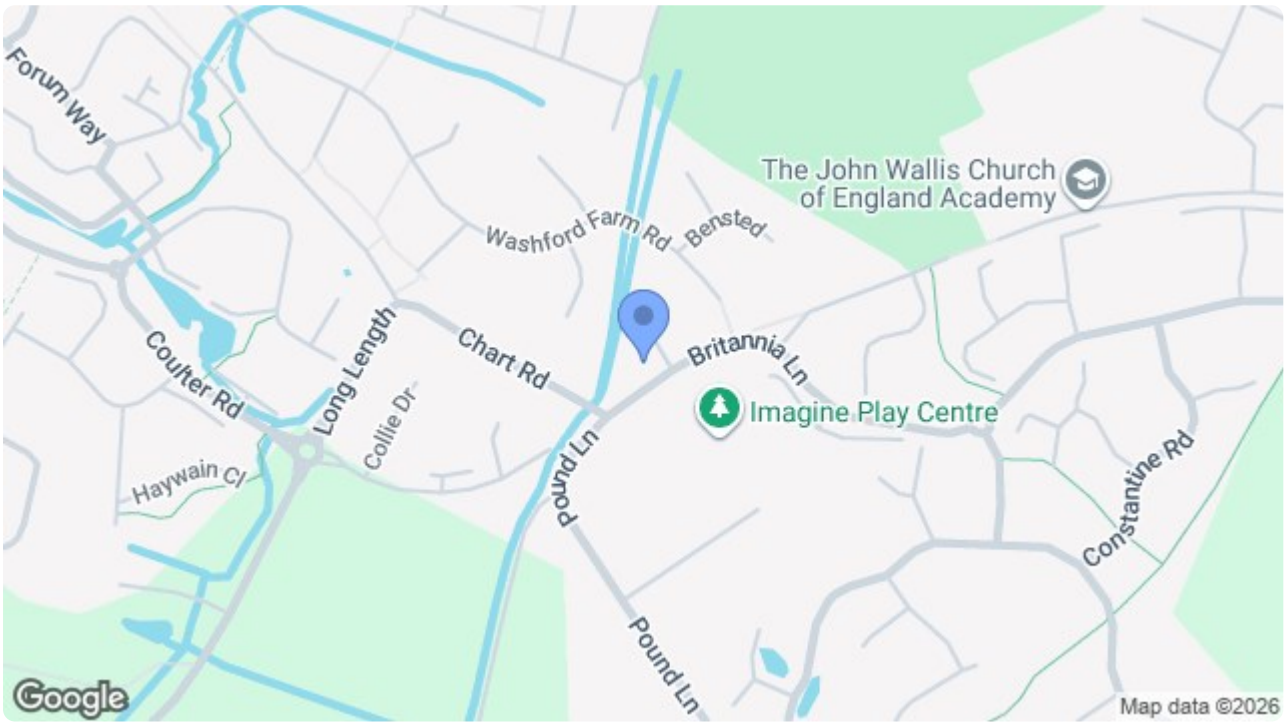 Forum Way
The John Wallis Church
of England Academy
Washford Farm Rd
Bensted
Long Length
Chart Rd
Britannia Ln
Coulter Rd
Collie Dr
Imagine Play Centre
Haywain Cl
Pound Ln
Constantine Rd
Pound Ln
Google
Map data ©2026